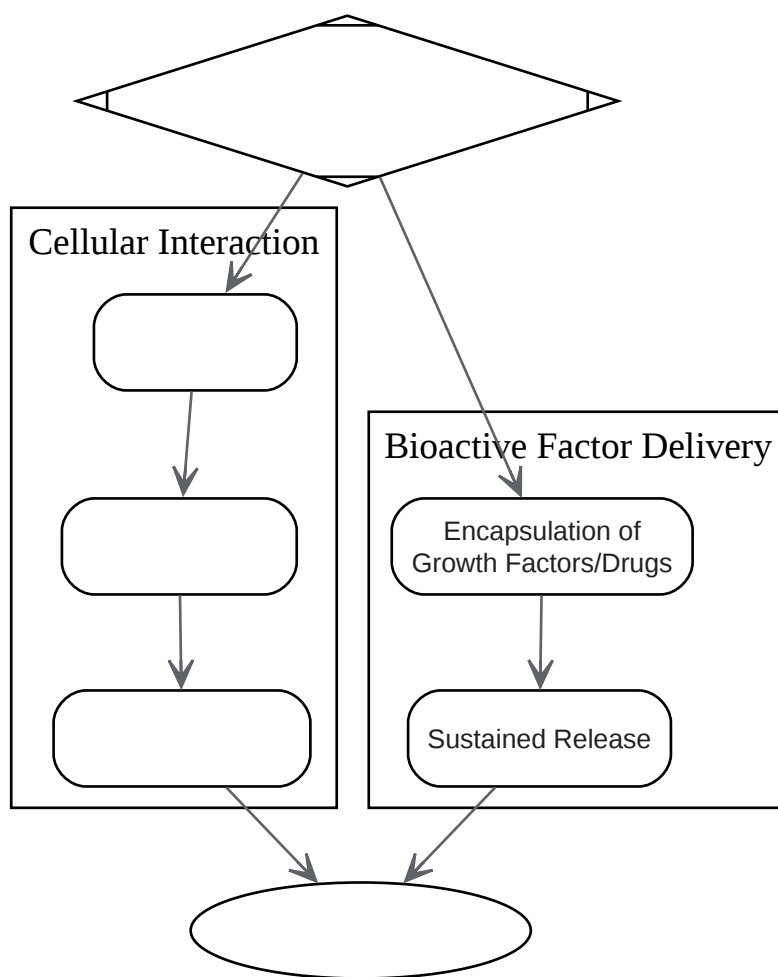 Cellular Interaction
Bioactive Factor Delivery
Encapsulation of
Growth Factors/Drugs
Sustained Release